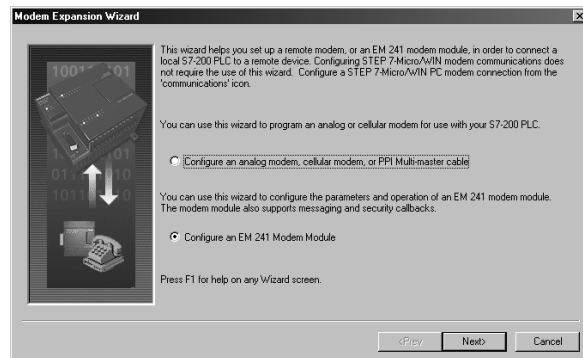 Modem Expansion Wizard
This wizard helps you set up a remote modem, or an EM 241 modem module, in order to connect a
local S7-200 PLC to a remote device. Configuring STEP 7-Micro/WIN modem communications does
not require the use of this wizard. Configure a STEP 7-Micro/WIN PC modem connection from the
'communications' icon.
You can use this wizard to program an analog or cellular modem for use with your S7-200 PLC.
Configure an analog modem, cellular modem, or PPI Multi-master cable
You can use this wizard to configure the parameters and operation of an EM 241 modem module.
The modem module also supports messaging and security callbacks.
Configure an EM 241 Modem Module
Press F1 for help on any Wizard screen.
<Prev
Next>
Cancel